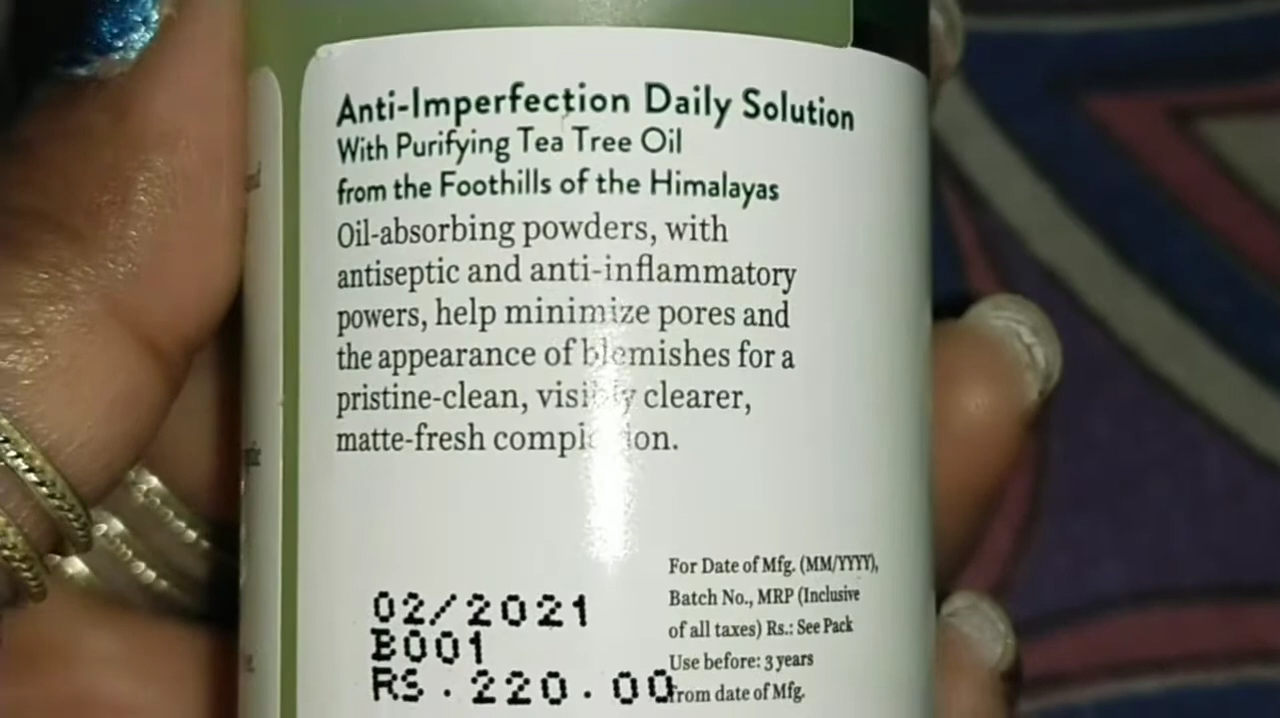 Anti-Imperfection Daily Solution
With Purifying Tea Tree Oil
from the Foothills of the Himalayas
Oil-absorbing powders, with
antiseptic and anti-inflammatory
powers, help minimize pores and
the appearance of blemishes for a
pristine-clean, visibly clearer,
matte-fresh complexion.
02/2021
B001
RS.220.00
For Date of Mfg. (MM/YYYY),
Batch No., MRP (Inclusive
of all taxes) Rs.: See Pack
Use before: 3 years
from date of Mfg.